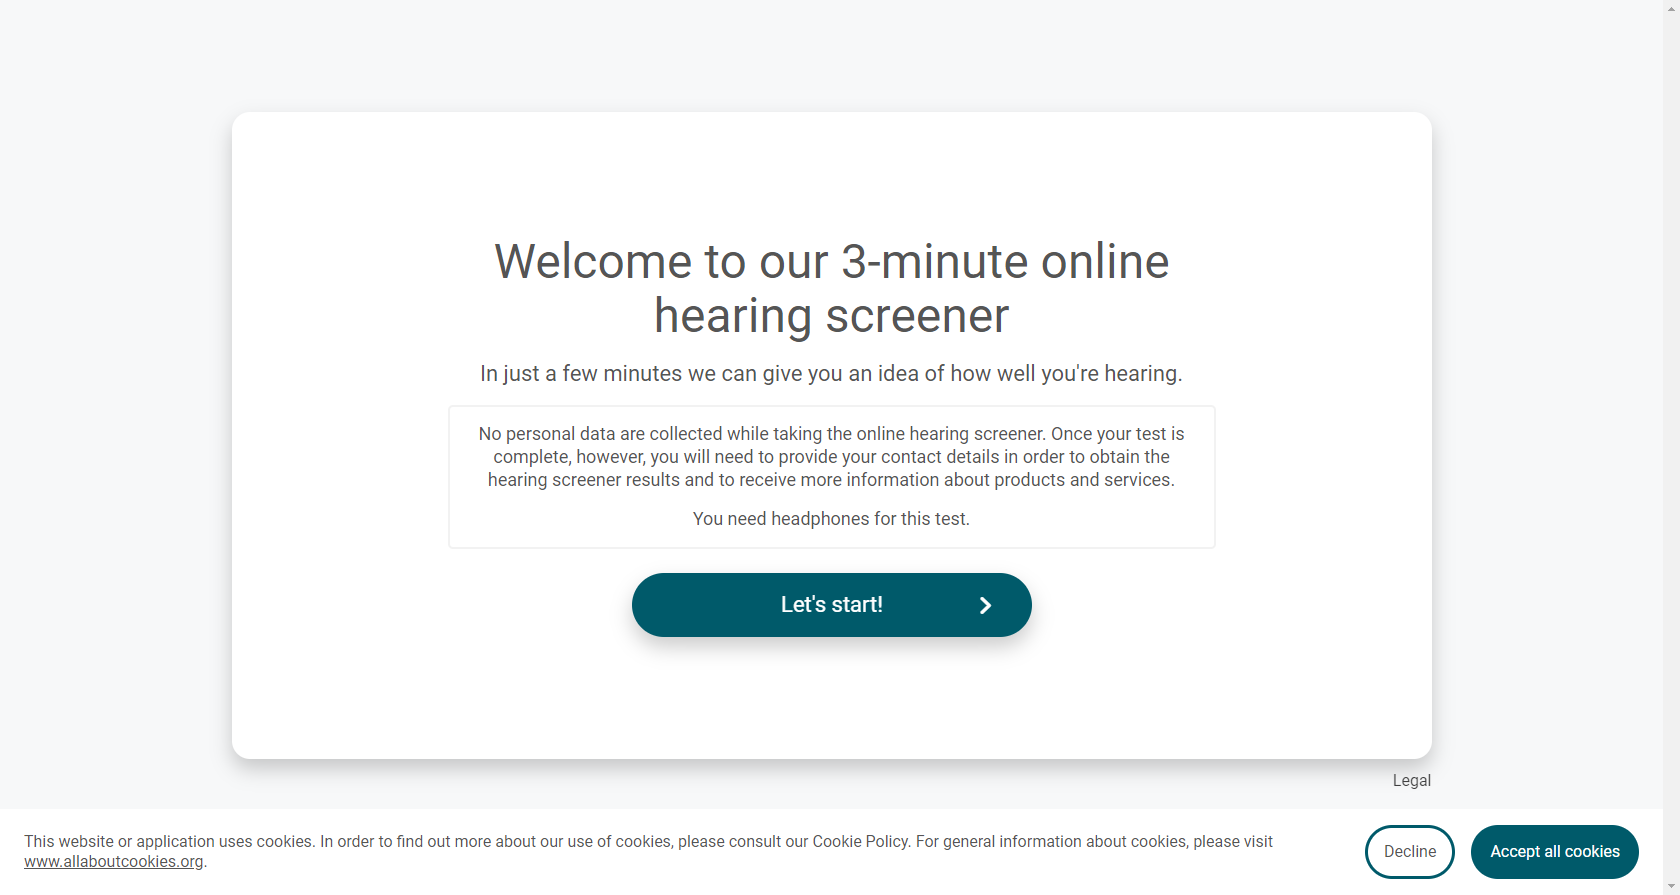 Welcome to our 3-minute online
hearing screener
In just a few minutes we can give you an idea of how well you're hearing.
No personal data are collected while taking the online hearing screener. Once your test is
complete, however, you will need to provide your contact details in order to obtain the
hearing screener results and to receive more information about products and services.
You need headphones for this test.
Let's start!
Legal
This website or application uses cookies. In order to find out more about our use of cookies, please consult our Cookie Policy. For general information about cookies, please visit
www.allaboutcookies.org.
Decline
Accept all cookies